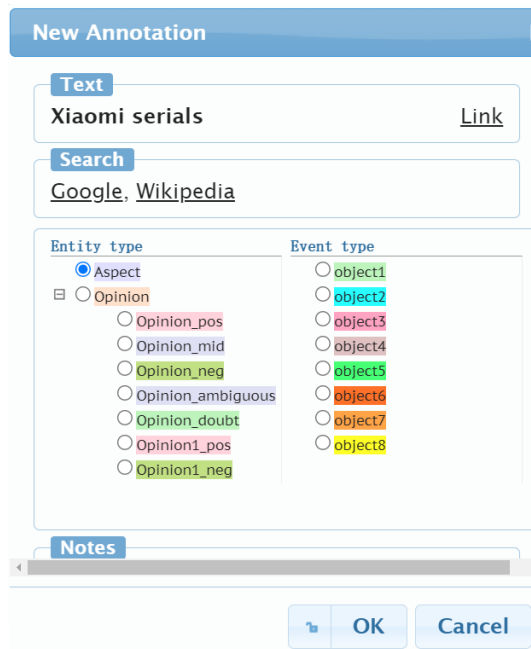 New Annotation
Text
Xiaomi serials Link
Search
Google, Wikipedia
Entity type Event type
Aspect object1
Opinion object2
Opinion_pos object3
Opinion_mid object4
Opinion_neg object5
Opinion_ambiguous object6
Opinion_doubt object7
Opinion1_pos object8
Opinion1_neg
Notes
OK Cancel